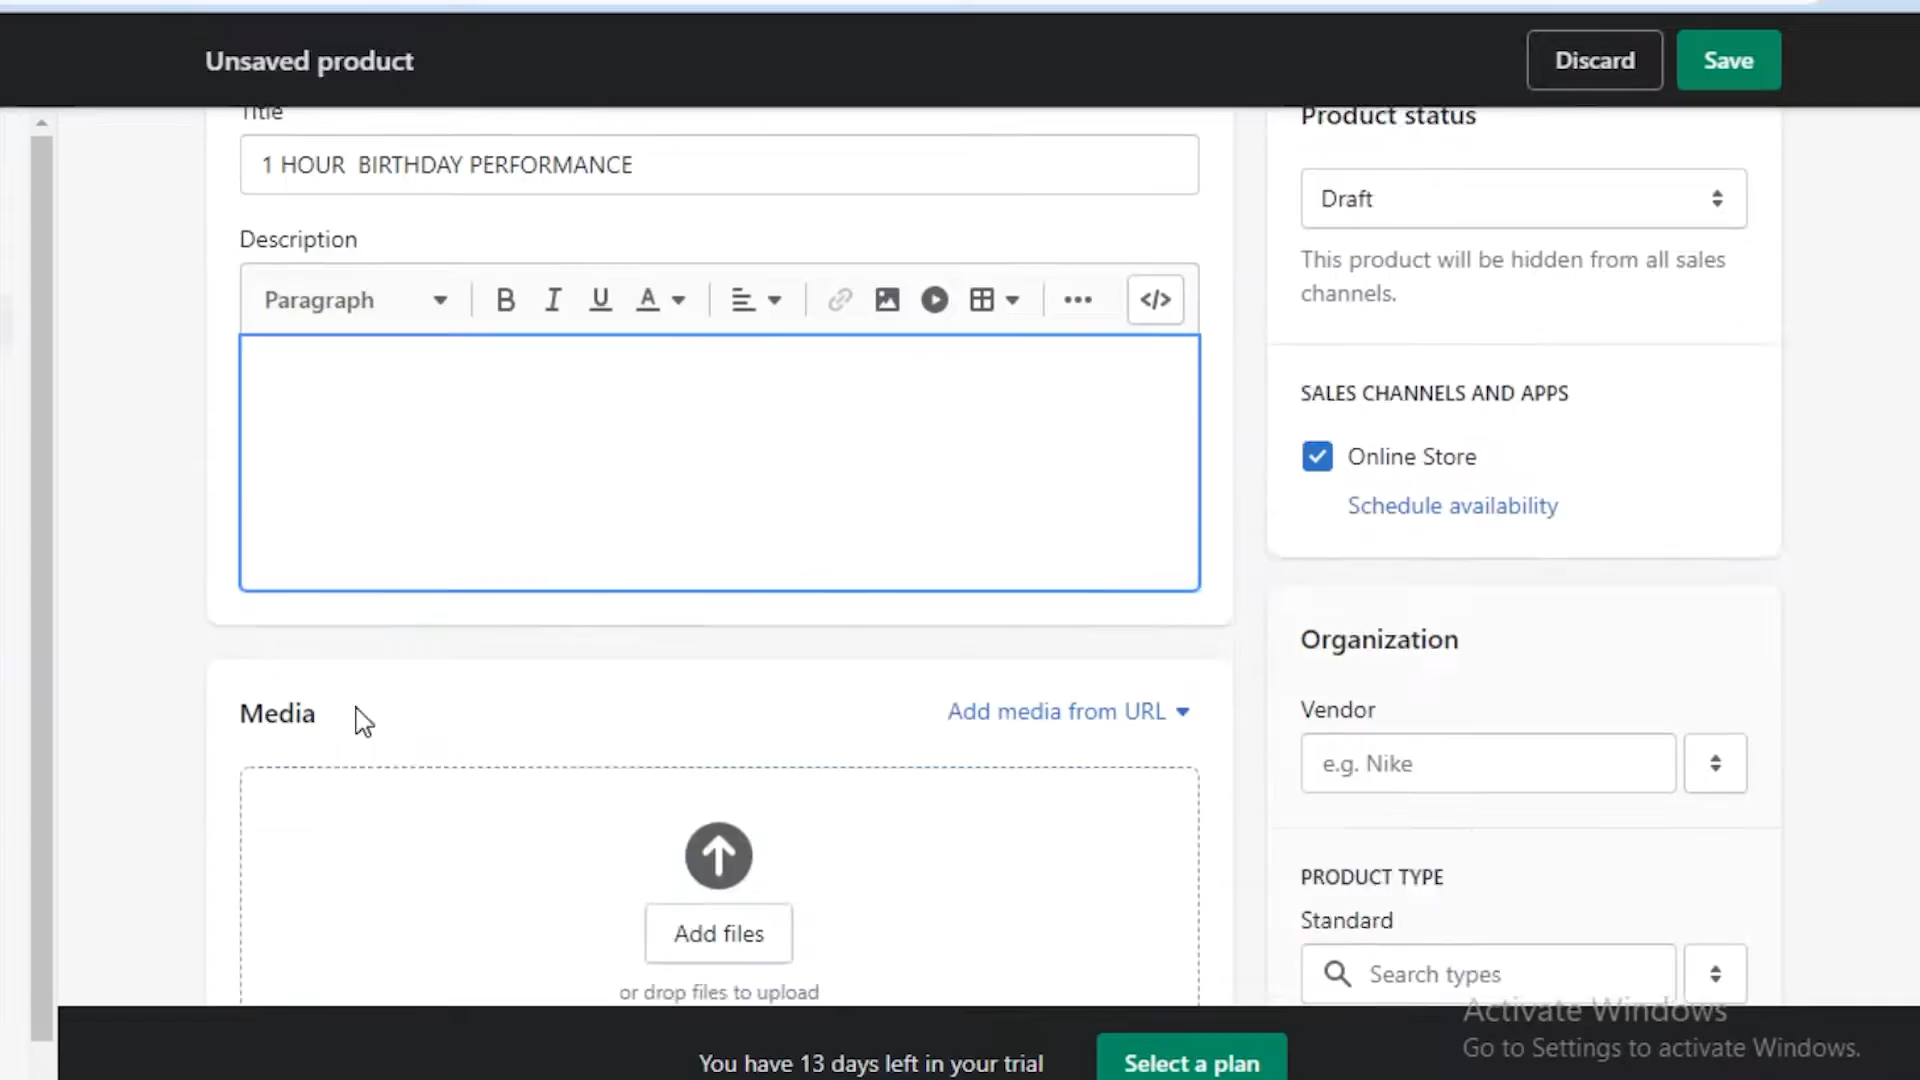 Unsaved product
Discard
Save
Title
1 HOUR  BIRTHDAY PERFORMANCE
Description
Paragraph
B I U A
</>
Media
Add media from URL
Add files
or drop files to upload
Product status
Draft
This product will be hidden from all sales
channels.
SALES CHANNELS AND APPS
Online Store
Schedule availability
Organization
Vendor
e.g. Nike
PRODUCT TYPE
Standard
Search types
Activate Windows
Go to Settings to activate Windows.
You have 13 days left in your trial
Select a plan